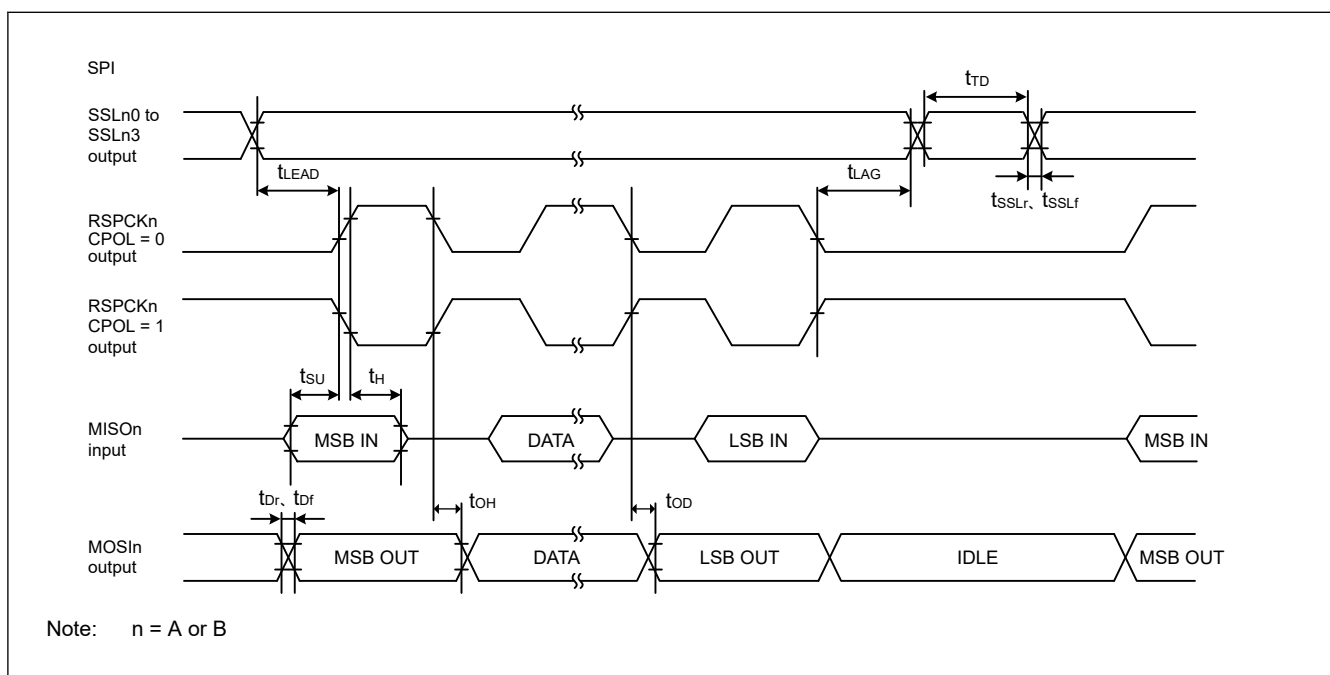 SPI
tTD
SSLn0 to
SSLn3
output
tLEAD
tLAG
tSSLr、tSSLf
RSPCKn
CPOL = 0
output
RSPCKn
CPOL = 1
output
tSU
tH
MISOn
input
MSB IN
DATA
LSB IN
MSB IN
tDr、tDf
tOH
tOD
MOSIn
output
MSB OUT
DATA
LSB OUT
IDLE
MSB OUT
Note: n = A or B